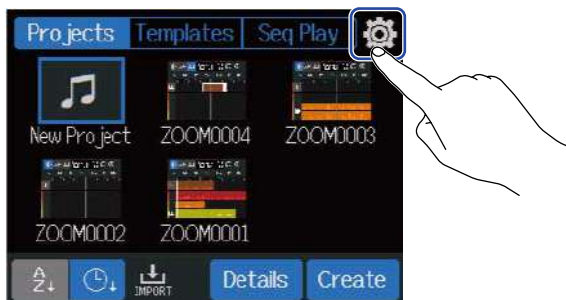 Projects Templates Seq Play
New Project ZOOM0004 ZOOM0003
ZOOM0002 ZOOM0001
A
Z↓ IMPORT Details Create